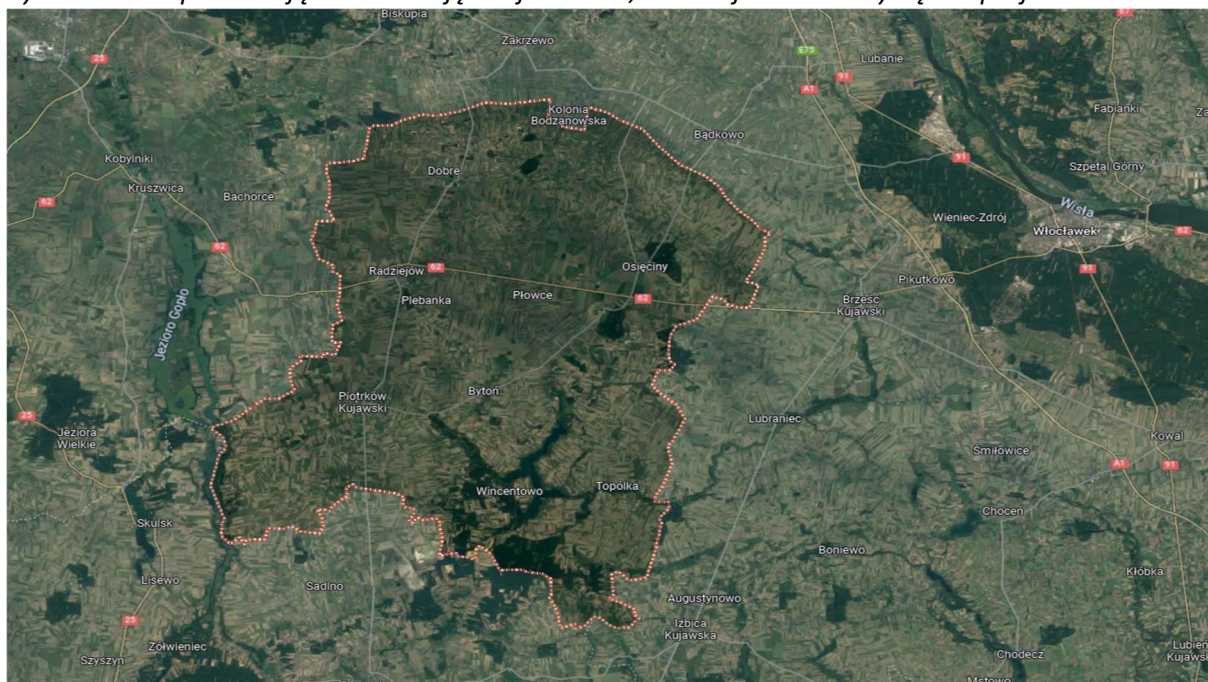 Biskupia
Zakrzewo
25
E75
A1
91
Lubanie
Fabianki
Kolonia
Bodzanowska
Bądkowo
91
Szpetal Górny
Kobylniki
Kruszwica
Bachorce
Dobre
62
Wisła
Wieniec-Zdrój
Włocławek
62
62
Radziejów
62
Osięciny
91
Plebanka
Płowce
62
Pikutkowo
Brześć
Kujawski
Jezioro Gopło
Piotrków
Kujawski
Bytoń
25
Jeziora
Wielkie
Lubraniec
Kowal
Śmiłowice
A1
91
Wincentowo
Topólka
Skulsk
Choceń
Boniewo
Lisewo
Sadlno
Kłóbka
Augustynowo
25
Izbica
Kujawska
Żółwieniec
Szyszyn
Chodecz